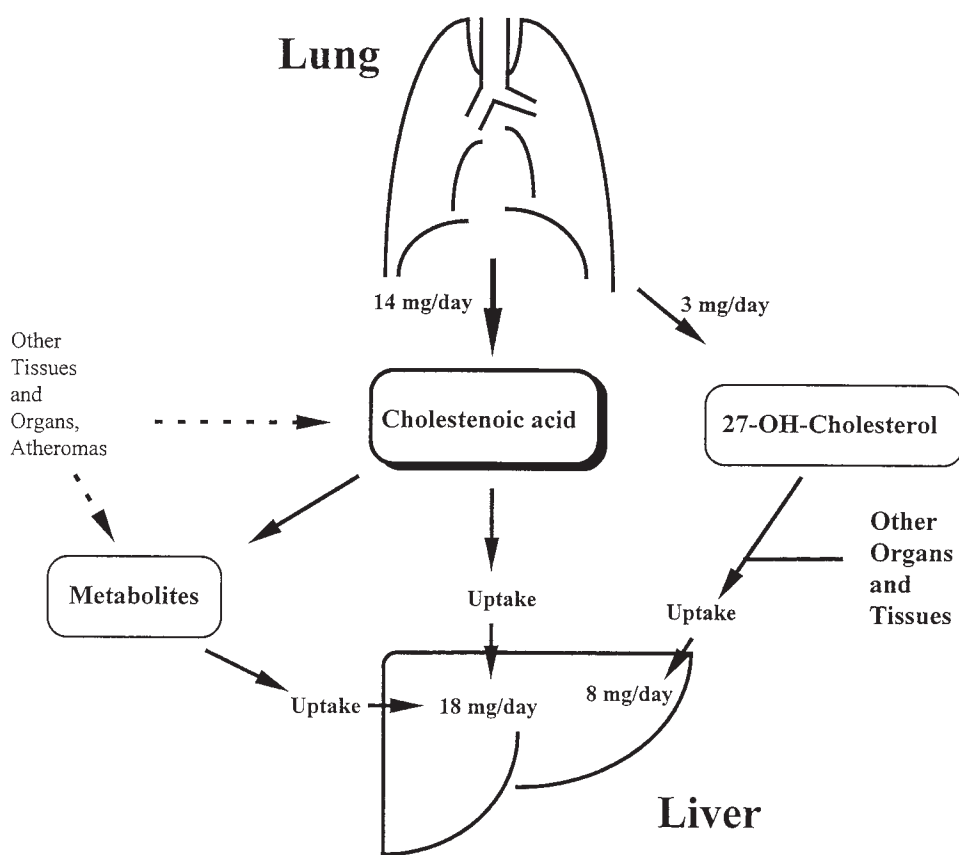 Lung
14 mg/day
3 mg/day
Other
Tissues
and
Organs,
Atheromas
Cholestenoic acid
27-OH-Cholesterol
Other
Organs
and
Tissues
Metabolites
Uptake
Uptake
Uptake
18 mg/day
8 mg/day
Liver